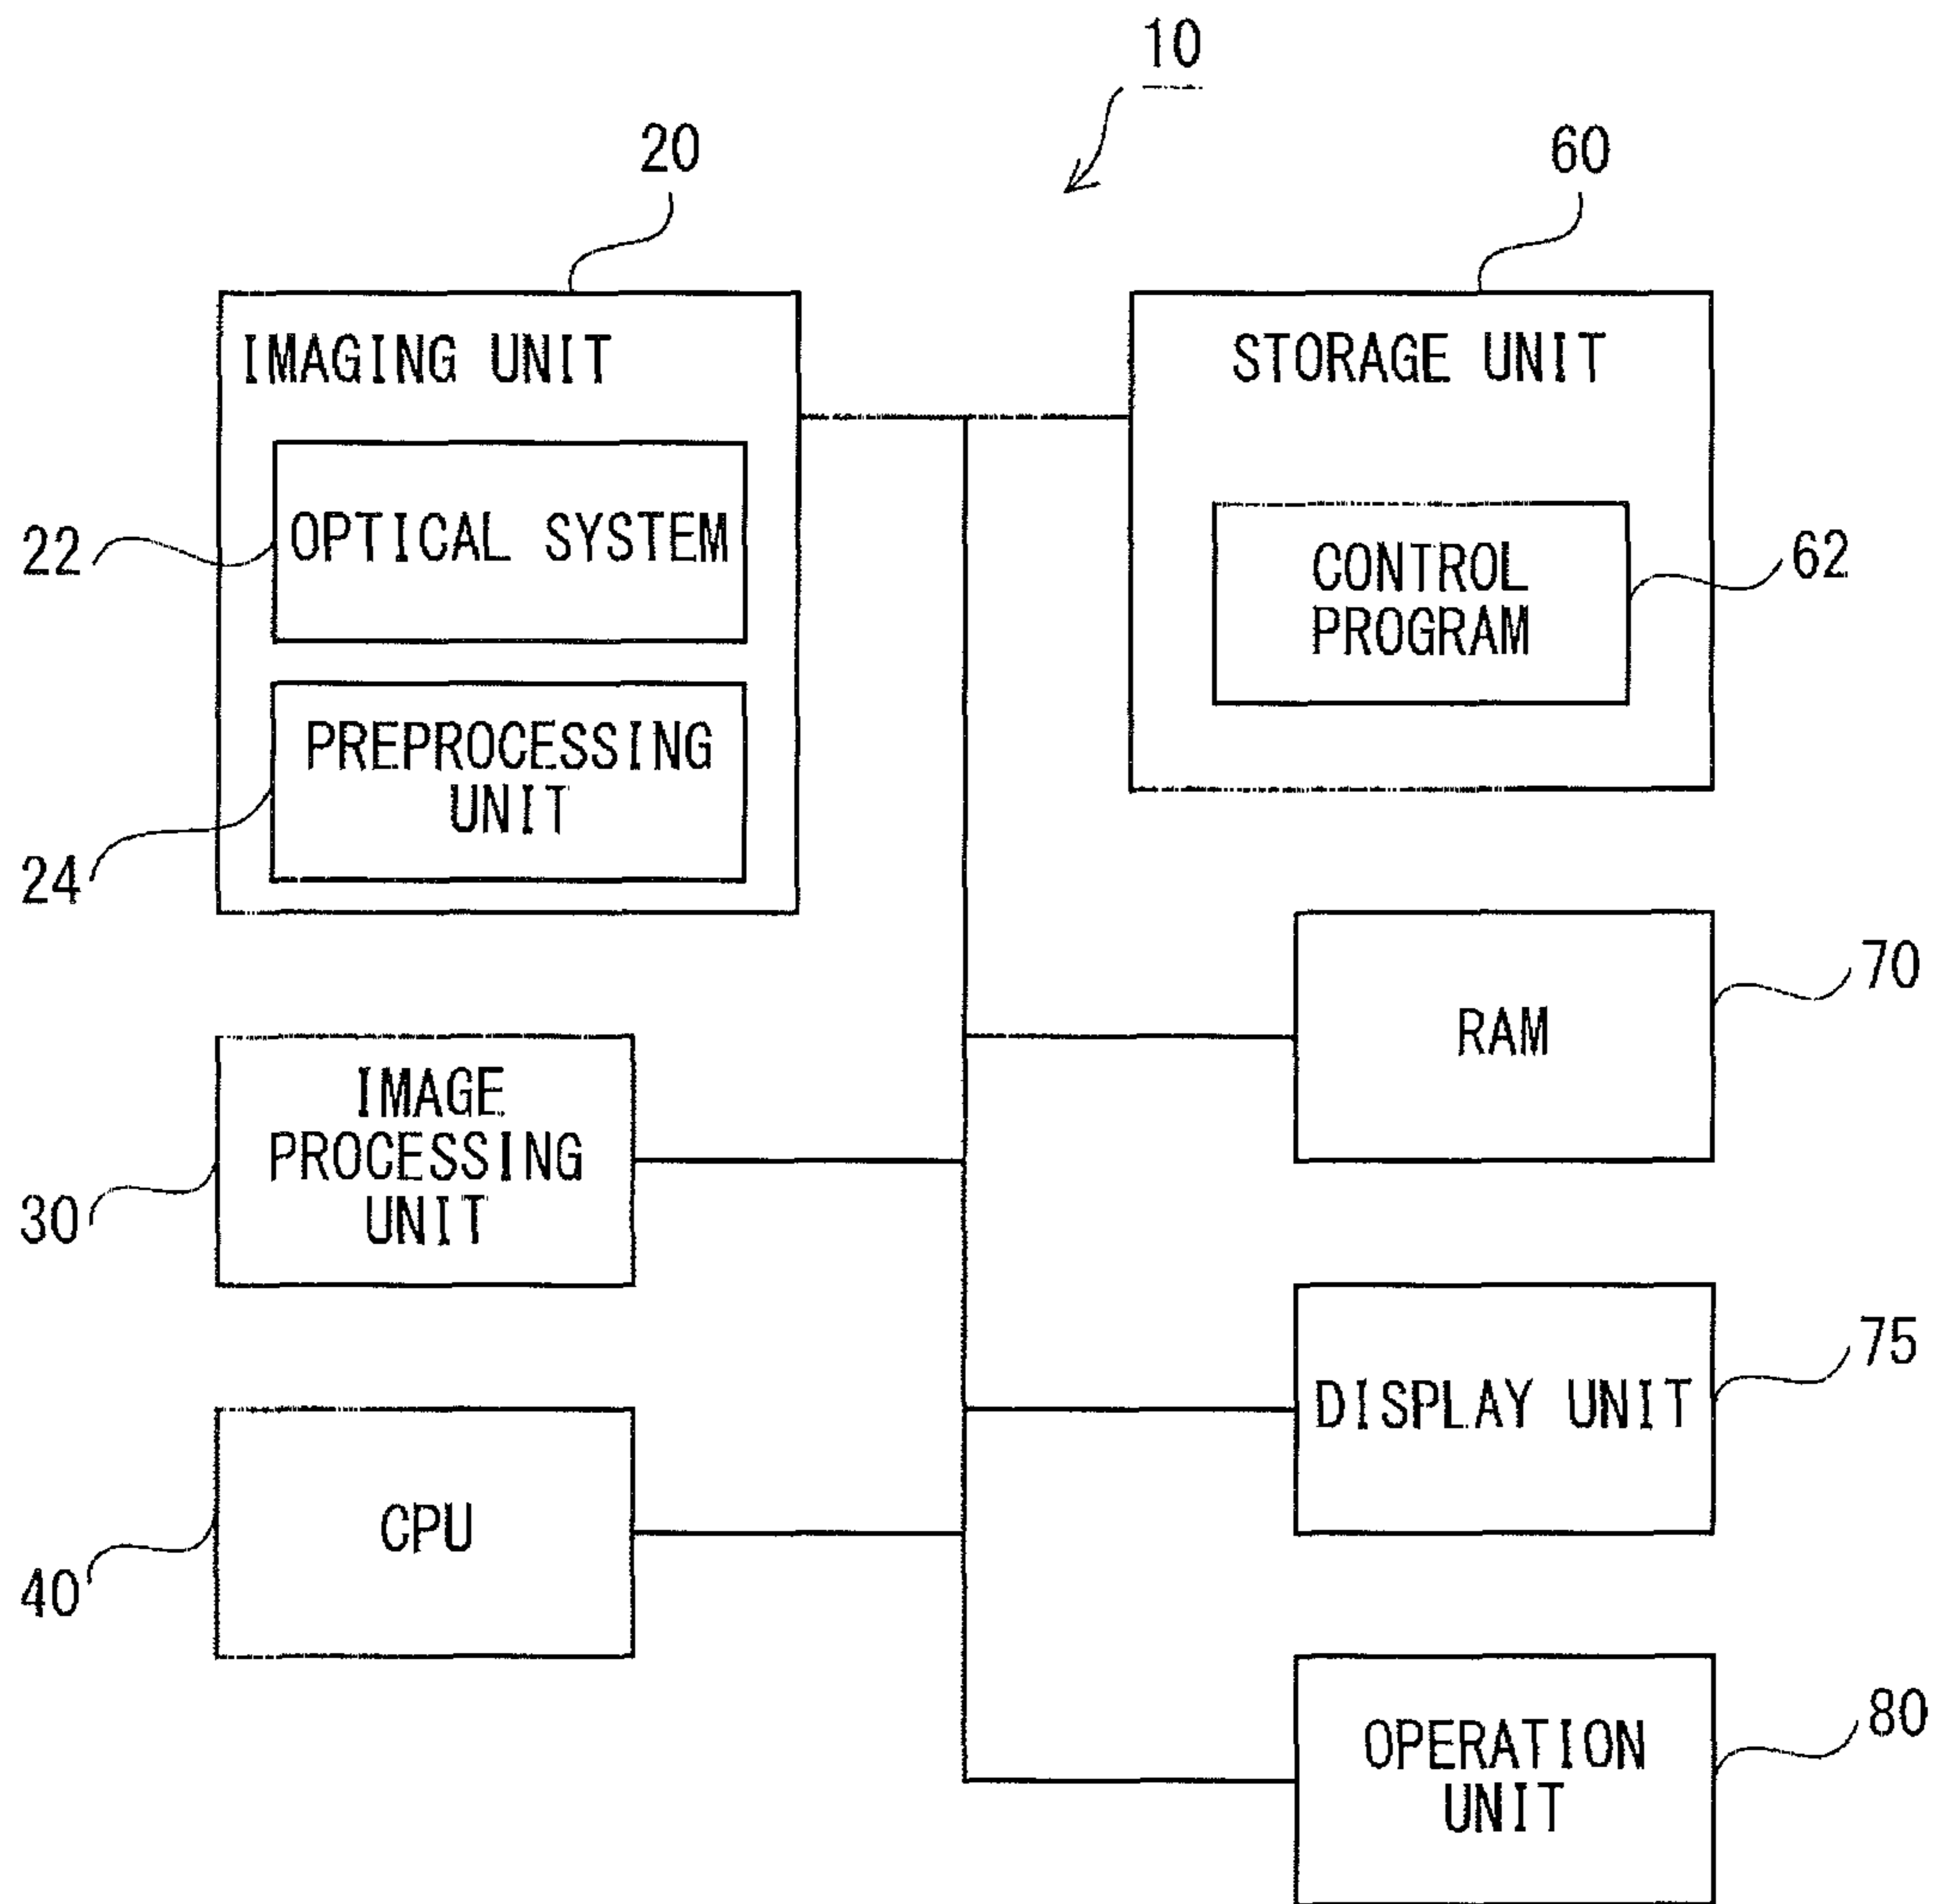 10
20
60
IMAGING UNIT
STORAGE UNIT
22
OPTICAL SYSTEM
CONTROL
PROGRAM
62
PREPROCESSING
UNIT
24
RAM
70
IMAGE
PROCESSING
UNIT
30
DISPLAY UNIT
75
CPU
40
OPERATION
UNIT
80